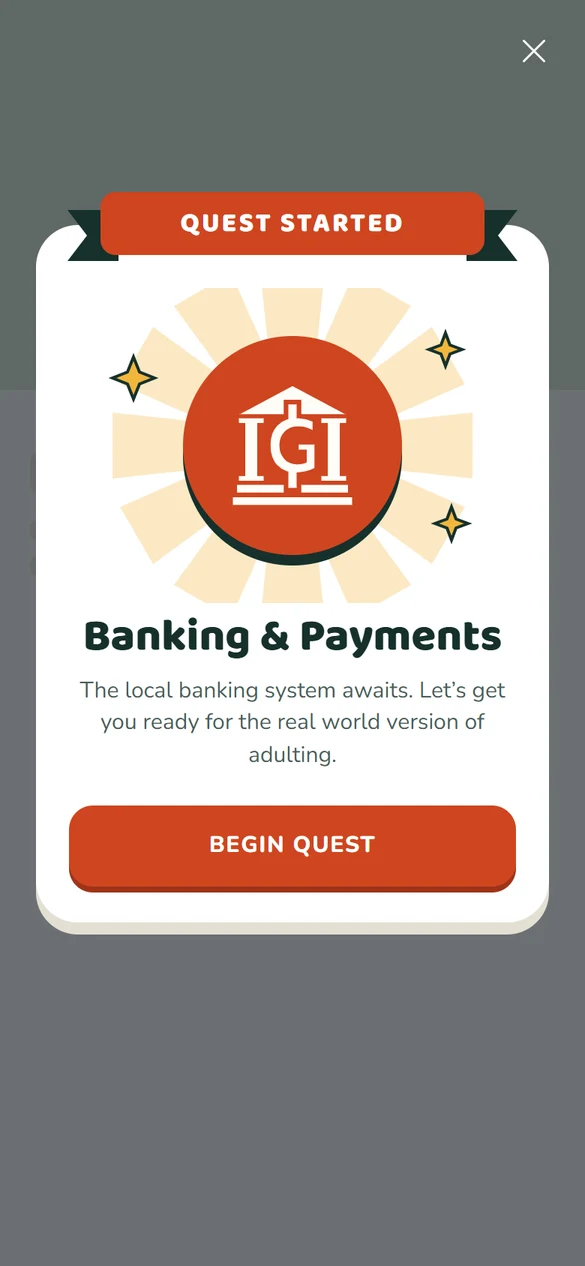 QUEST STARTED
Banking & Payments
The local banking system awaits. Let’s get
you ready for the real world version of
adulting.
BEGIN QUEST